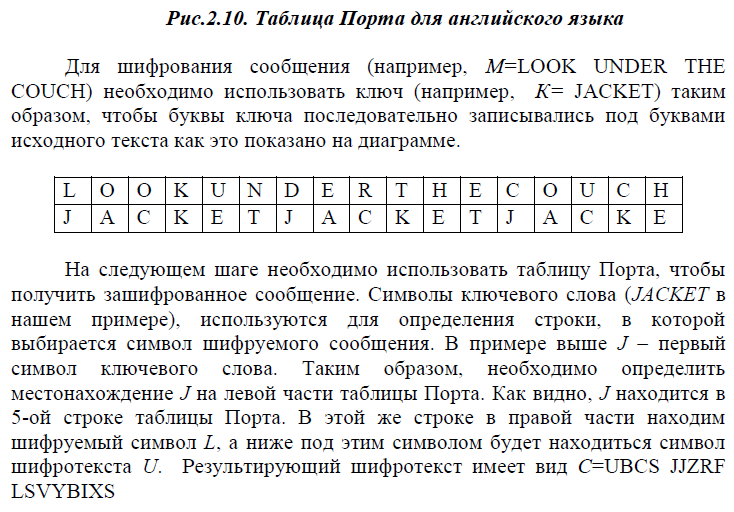 Рис.2.10. Таблица Порта для английского языка
Для шифрования сообщения (например, M=LOOK UNDER THE
COUCH) необходимо использовать ключ (например, K= JACKET) таким
образом, чтобы буквы ключа последовательно записывались под буквами
исходного текста как это показано на диаграмме.
L O O K U N D E R T H E C O U C H
J A C K E T J A C K E T J A C K E
На следующем шаге необходимо использовать таблицу Порта, чтобы
получить зашифрованное сообщение. Символы ключевого слова (JACKET в
нашем примере), используются для определения строки, в которой
выбирается символ шифруемого сообщения. В примере выше J – первый
символ ключевого слова. Таким образом, необходимо определить
местонахождение J на левой части таблицы Порта. Как видно, J находится в
5-ой строке таблицы Порта. В этой же строке в правой части находим
шифруемый символ L, а ниже под этим символом будет находиться символ
шифротекста U. Результирующий шифротекст имеет вид C=UBCS JJZRF
LSVYBIXS